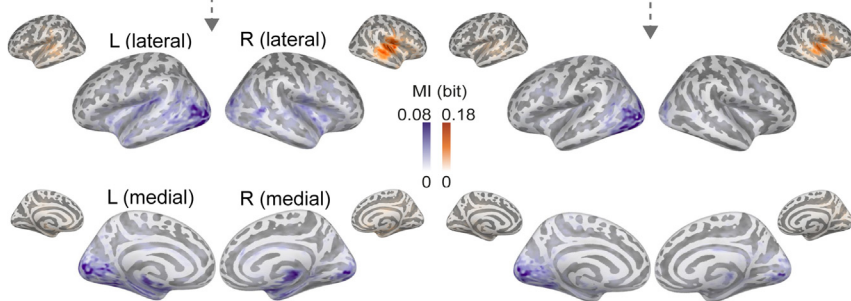 L (lateral)
R (lateral)
MI (bit)
0.08 0.18
0 0
L (medial)
R (medial)